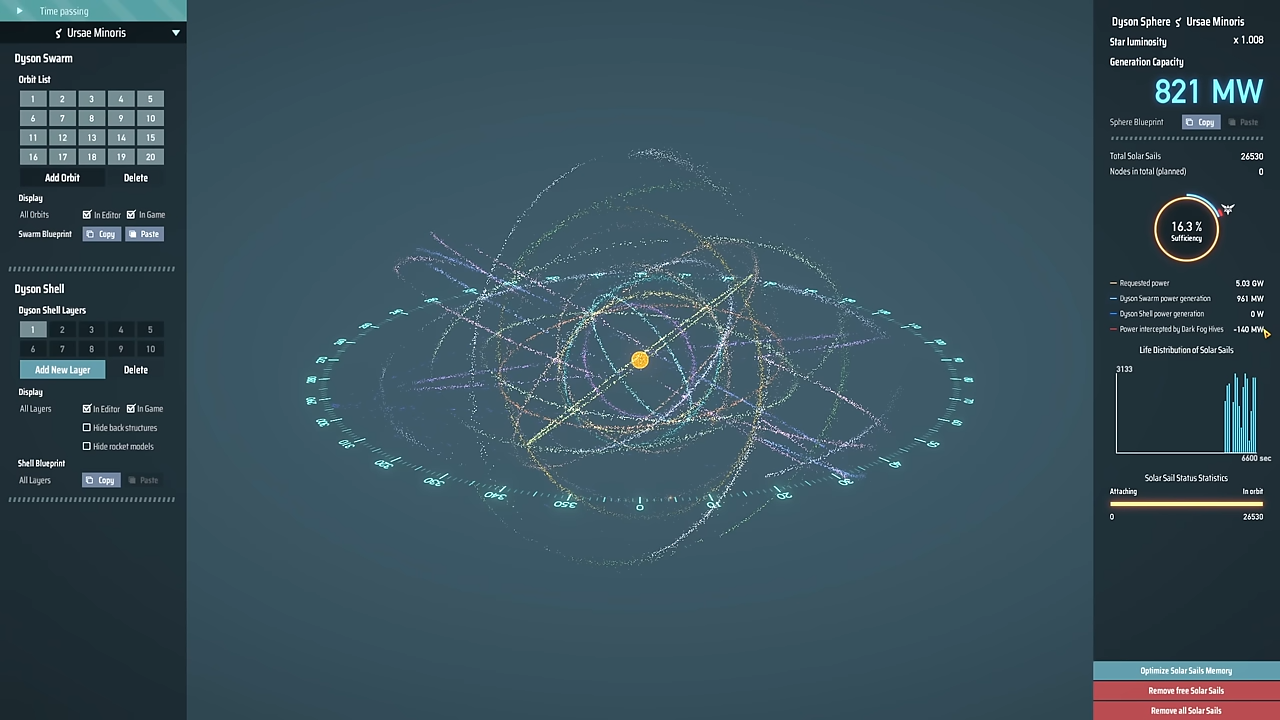 Time passing
Ursae Minoris
Dyson Swarm
Orbit List
1 2 3 4 5
6 7 8 9 10
11 12 13 14 15
16 17 18 19 20
Add Orbit Delete
Display
All Orbits In Editor In Game
Swarm Blueprint Copy Paste
Dyson Shell
Dyson Shell Layers
1 2 3 4 5
6 7 8 9 10
Add New Layer Delete
Display
All Layers In Editor In Game
Hide back structures
Hide rocket models
Shell Blueprint
All Layers Copy Paste
350 0 10 20
Dyson Sphere Ursae Minoris
Star luminosity x 1.008
Generation Capacity
821 MW
Sphere Blueprint Copy Paste
Total Solar Sails 26530
Nodes in total (planned) 0
16.3 %
Sufficiency
Requested power 5.03 GW
Dyson Swarm power generation 961 MW
Dyson Shell power generation 0 W
Power intercepted by Dark Fog Hives -140 MW
Life Distribution of Solar Sails
3133
6600 sec
Solar Sail Status Statistics
Attaching In orbit
0 26530
Optimize Solar Sails Memory
Remove free Solar Sails
Remove all Solar Sails